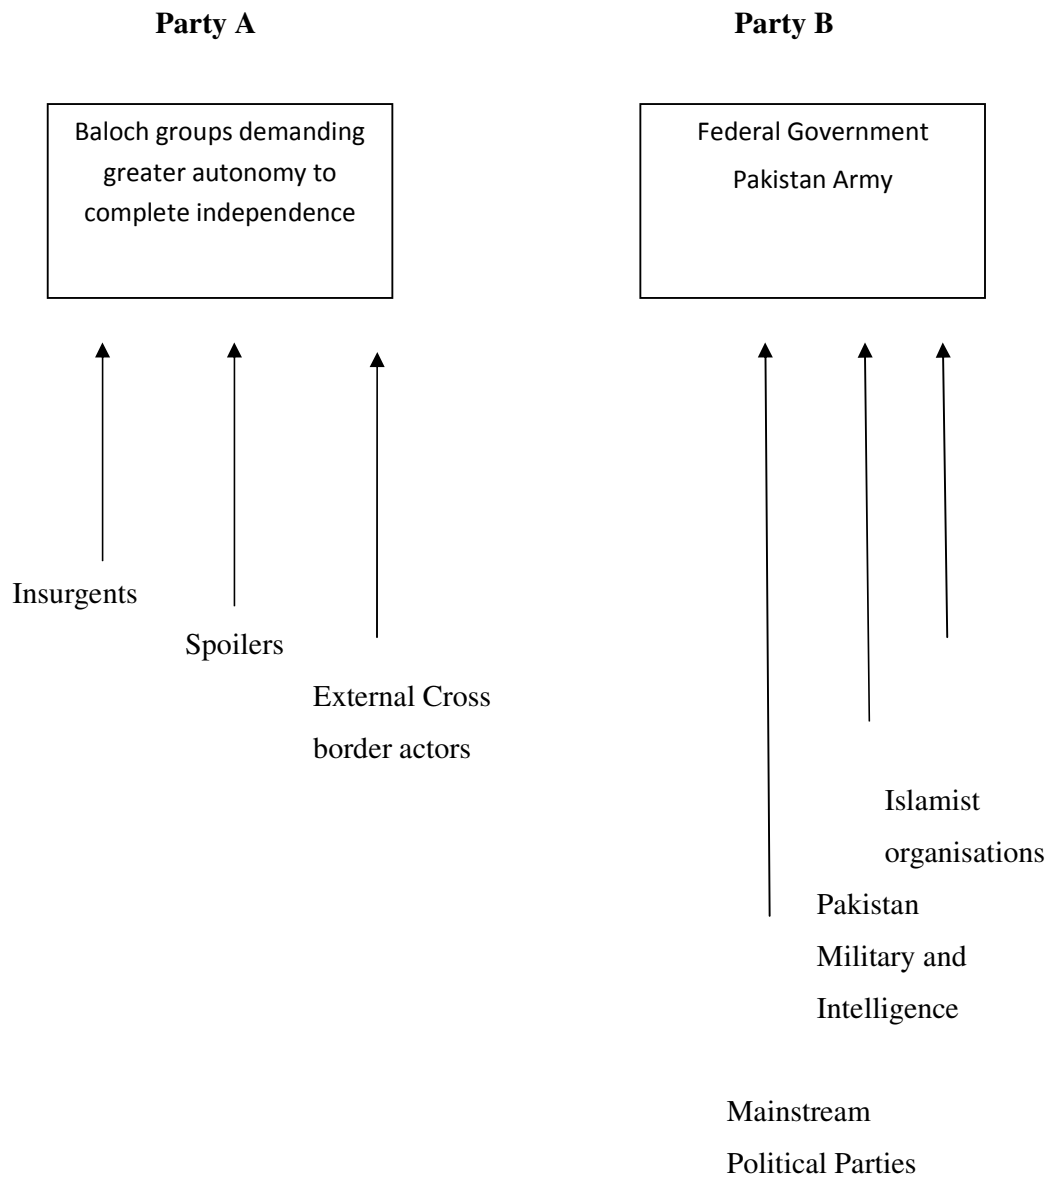 Party A
Party B
Baloch groups demanding
greater autonomy to
complete independence
Federal Government
Pakistan Army
Insurgents
Spoilers
External Cross
border actors
Islamist
organisations
Pakistan
Military and
Intelligence
Mainstream
Political Parties